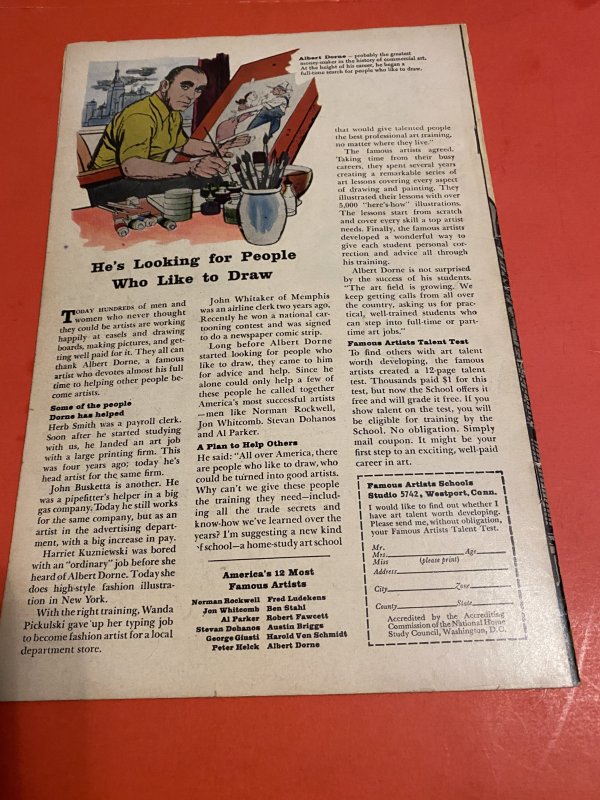 Albert Dorne — probably the greatest
money-maker in the history of commercial art.
At the height of his career, he began a
full-time search for people who like to draw.
He's Looking for People
Who Like to Draw
TODAY HUNDREDS of men and
women who never thought
they could be artists are working
happily at easels and drawing
boards, making pictures, and get-
ting well paid for it. They all can
thank Albert Dorne, a famous
artist who devotes almost his full
time to helping other people be-
come artists.
Some of the people
Dorne has helped
Herb Smith was a payroll clerk.
Soon after he started studying
with us, he landed an art job
with a large printing firm. This
was four years ago; today he's
head artist for the same firm.
John Busketta is another. He
was a pipefitter's helper in a big
gas company. Today he still works
for the same company, but as an
artist in the advertising depart-
ment, with a big increase in pay.
Harriet Kuzniewski was bored
with an "ordinary" job before she
heard of Albert Dorne. Today she
does high-fashion illustra-
tion in New York.
With the right training, Wanda
Pickulski gave up her typing job
to become fashion artist for a local
department store.
John Whitaker of Memphis
was an airline clerk two years ago.
Recently he won a national car-
tooning contest and was signed
to do a newspaper comic strip.
Long before Albert Dorne
started looking for people who
like to draw, they came to him
for advice and help. Since he
alone could only help a few of
these people he called together
America's most successful artists
—men like Norman Rockwell,
Jon Whitcomb, Stevan Dohanos
and Al Parker.
A Plan to Help Others
He said: "All over America, there
are people who like to draw, who
could be turned into good artists.
Why can't we give these people
the training they need—includ-
ing all the trade secrets and
know-how we've learned over the
years? I'm suggesting a new kind
of school—a home-study art school
America's 12 Most
Famous Artists
Norman Rockwell Fred Ludekens
Jon Whitcomb Ben Stahl
Al Parker Robert Fawcett
Stevan Dohanos Austin Briggs
George Giusti Harold Von Schmidt
Peter Helck Albert Dorne
that would give talented people
the best professional art training,
no matter where they live."
The famous artists agreed.
Taking time from their busy
careers, they spent several years
creating a remarkable series of
art lessons covering every aspect
of drawing and painting. They
illustrated their lessons with over
5,000 "here's-how" illustrations.
The lessons start from scratch
and cover every skill a top artist
needs. Finally, the famous artists
developed a wonderful way to
give each student personal cor-
rection and advice all through
his training.
Albert Dorne is not surprised
by the success of his students.
"The art field is growing. We
keep getting calls from all over
the country, asking us for prac-
tical, well-trained students who
can step into full-time or part-
time art jobs."
Famous Artists Talent Test
To find others with art talent
worth developing, the famous
artists created a 12-page talent
test. Thousands paid $1 for this
test, but now the School offers it
free and will grade it free. If you
show talent on the test, you will
be eligible for training by the
School. No obligation. Simply
mail coupon. It might be your
first step to an exciting, well-paid
career in art.
Famous Artists Schools
Studio 5742, Westport, Conn.
I would like to find out whether I
have art talent worth developing.
Please send me, without obligation,
your Famous Artists Talent Test.
Mr.
Mrs. Age
Miss (please print)
Address
City Zone
County State
Accredited by the Accrediting
Commission of the National Home
Study Council, Washington, D.C.